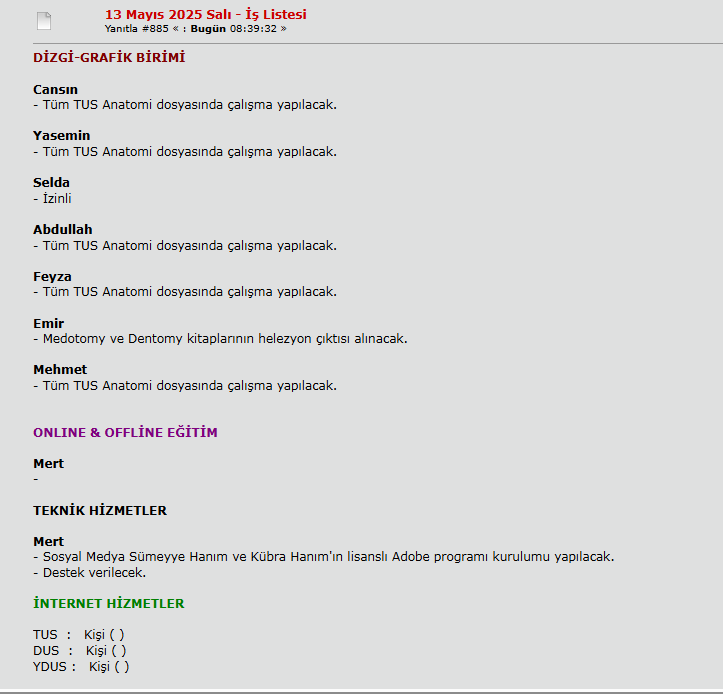 13 Mayıs 2025 Salı - İş Listesi
Yanıtla #885 « : Bugün 08:39:32 »
DİZGİ-GRAFİK BİRİMİ
Cansın
- Tüm TUS Anatomi dosyasında çalışma yapılacak.
Yasemin
- Tüm TUS Anatomi dosyasında çalışma yapılacak.
Selda
- İzinli
Abdullah
- Tüm TUS Anatomi dosyasında çalışma yapılacak.
Feyza
- Tüm TUS Anatomi dosyasında çalışma yapılacak.
Emir
- Medotomy ve Dentomy kitaplarının helezyon çıktısı alınacak.
Mehmet
- Tüm TUS Anatomi dosyasında çalışma yapılacak.
ONLINE & OFFLİNE EĞİTİM
Mert
-
TEKNİK HİZMETLER
Mert
- Sosyal Medya Sümeyye Hanım ve Kübra Hanım'ın lisanslı Adobe programı kurulumu yapılacak.
- Destek verilecek.
İNTERNET HİZMETLER
TUS : Kişi ( )
DUS : Kişi ( )
YDUS : Kişi ( )